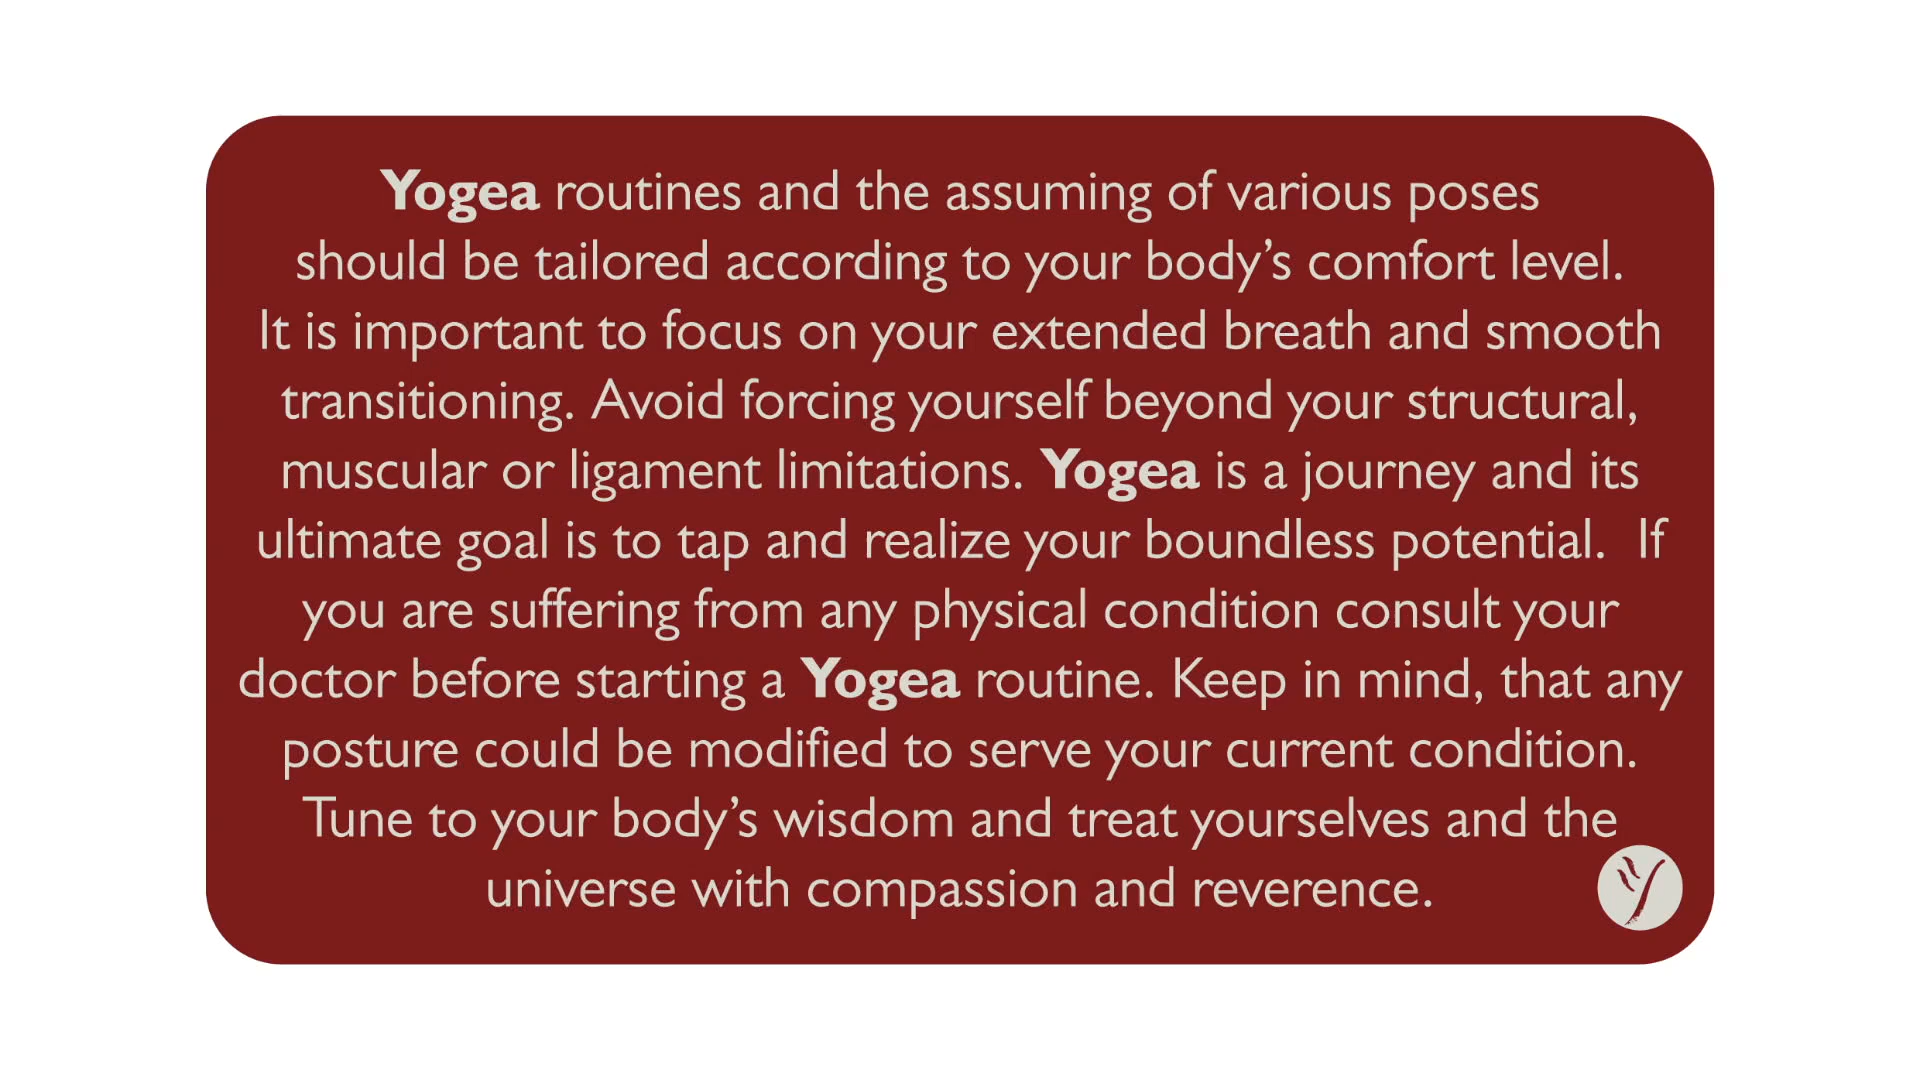 Yogea routines and the assuming of various poses
should be tailored according to your body’s comfort level.
It is important to focus on your extended breath and smooth
transitioning. Avoid forcing yourself beyond your structural,
muscular or ligament limitations. Yogea is a journey and its
ultimate goal is to tap and realize your boundless potential.  If
you are suffering from any physical condition consult your
doctor before starting a Yogea routine. Keep in mind, that any
posture could be modified to serve your current condition.
Tune to your body’s wisdom and treat yourselves and the
universe with compassion and reverence.